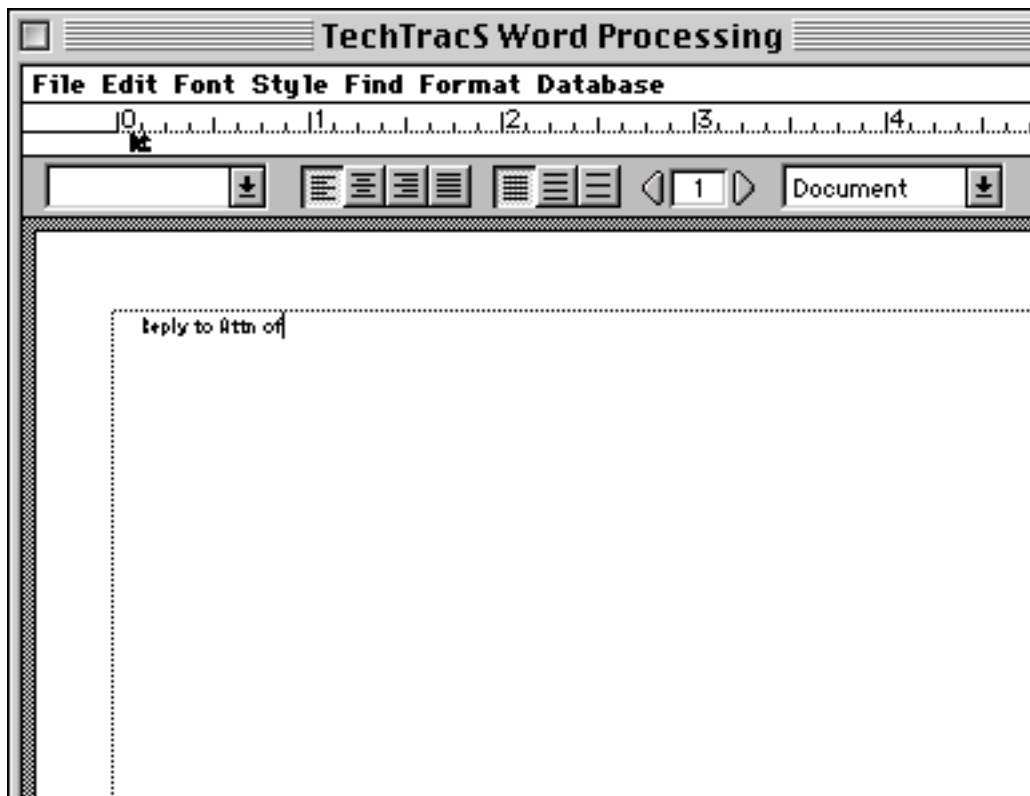 TechTracS Word Processing
File Edit Font Style Find Format Database
0 1 2 3 4
1 Document
Reply to Attn of